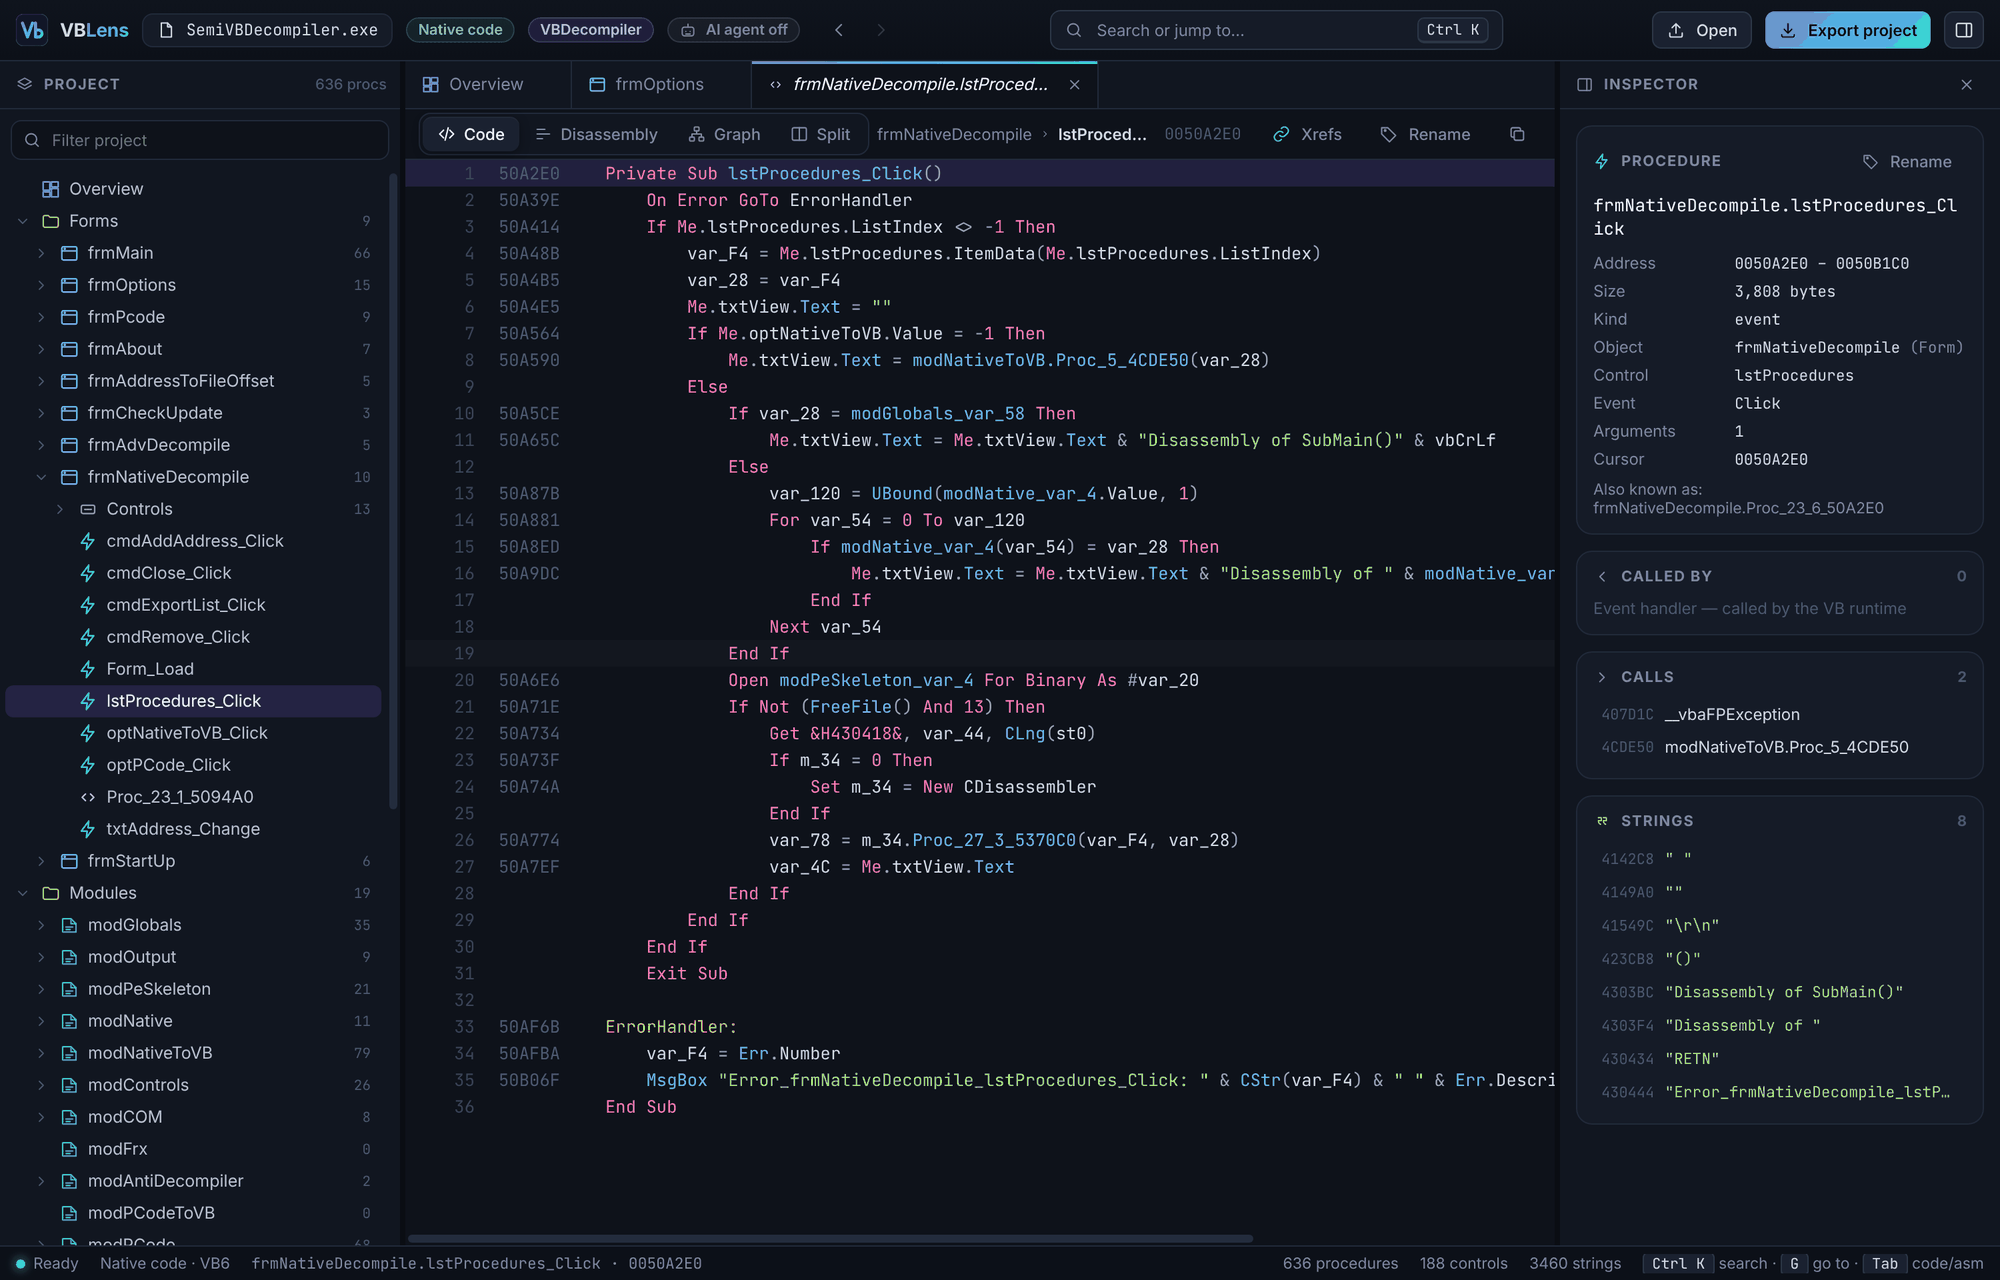 Vb VBLens SemiVBDecompiler.exe Native code VBDecompiler AI agent off Search or jump to... Ctrl K Open Export project
PROJECT 636 procs
Filter project
Overview
Forms 9
frmMain 66
frmOptions 15
frmPcode 9
frmAbout 7
frmAddressToFileOffset 5
frmCheckUpdate 3
frmAdvDecompile 5
frmNativeDecompile 10
Controls 13
cmdAddAddress_Click
cmdClose_Click
cmdExportList_Click
cmdRemove_Click
Form_Load
lstProcedures_Click
optNativeToVB_Click
optPCode_Click
Proc_23_1_5094A0
txtAddress_Change
frmStartUp 6
Modules 19
modGlobals 35
modOutput 9
modPeSkeleton 21
modNative 11
modNativeToVB 79
modControls 26
modCOM 8
modFrx 0
modAntiDecompiler 2
modPCodeToVB 0
modPCode 68
Overview frmOptions frmNativeDecompile.lstProced...
Code Disassembly Graph Split frmNativeDecompile › lstProced... 0050A2E0 Xrefs Rename
1 50A2E0 Private Sub lstProcedures_Click()
2 50A39E On Error GoTo ErrorHandler
3 50A414 If Me.lstProcedures.ListIndex <> -1 Then
4 50A48B var_F4 = Me.lstProcedures.ItemData(Me.lstProcedures.ListIndex)
5 50A4B5 var_28 = var_F4
6 50A4E5 Me.txtView.Text = ""
7 50A564 If Me.optNativeToVB.Value = -1 Then
8 50A590 Me.txtView.Text = modNativeToVB.Proc_5_4CDE50(var_28)
9 Else
10 50A5CE If var_28 = modGlobals_var_58 Then
11 50A65C Me.txtView.Text = Me.txtView.Text & "Disassembly of SubMain()" & vbCrLf
12 Else
13 50A87B var_120 = UBound(modNative_var_4.Value, 1)
14 50A881 For var_54 = 0 To var_120
15 50A8ED If modNative_var_4(var_54) = var_28 Then
16 50A9DC Me.txtView.Text = Me.txtView.Text & "Disassembly of " & modNative_var
17 End If
18 Next var_54
19 End If
20 50A6E6 Open modPeSkeleton_var_4 For Binary As #var_20
21 50A71E If Not (FreeFile() And 13) Then
22 50A734 Get &H430418&, var_44, CLng(st0)
23 50A73F If m_34 = 0 Then
24 50A74A Set m_34 = New CDisassembler
25 End If
26 50A774 var_78 = m_34.Proc_27_3_5370C0(var_F4, var_28)
27 50A7EF var_4C = Me.txtView.Text
28 End If
29 End If
30 End If
31 Exit Sub
32
33 50AF6B ErrorHandler:
34 50AFBA var_F4 = Err.Number
35 50B06F MsgBox "Error_frmNativeDecompile_lstProcedures_Click: " & CStr(var_F4) & " " & Err.Descri
36 End Sub
INSPECTOR
PROCEDURE Rename
frmNativeDecompile.lstProcedures_Cl
ick
Address 0050A2E0 – 0050B1C0
Size 3,808 bytes
Kind event
Object frmNativeDecompile (Form)
Control lstProcedures
Event Click
Arguments 1
Cursor 0050A2E0
Also known as:
frmNativeDecompile.Proc_23_6_50A2E0
CALLED BY 0
Event handler — called by the VB runtime
CALLS 2
407D1C __vbaFPException
4CDE50 modNativeToVB.Proc_5_4CDE50
STRINGS 8
4142C8 " "
4149A0 ""
41549C "\r\n"
423CB8 "()"
4303BC "Disassembly of SubMain()"
4303F4 "Disassembly of "
430434 "RETN"
430444 "Error_frmNativeDecompile_lstP…
Ready Native code · VB6 frmNativeDecompile.lstProcedures_Click · 0050A2E0 636 procedures 188 controls 3460 strings Ctrl K search · G go to · Tab code/asm